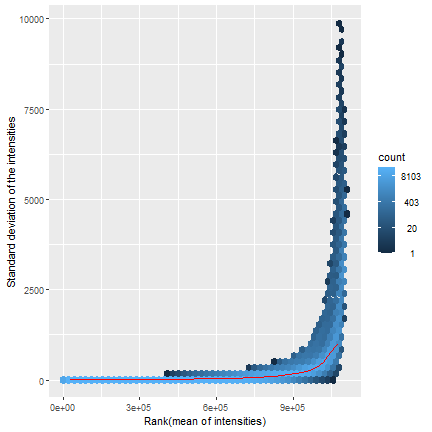 10000
7500
5000
2500
0
Standard deviation of the intensities
0e+00
3e+05
6e+05
9e+05
Rank(mean of intensities)
count
8103
403
20
1